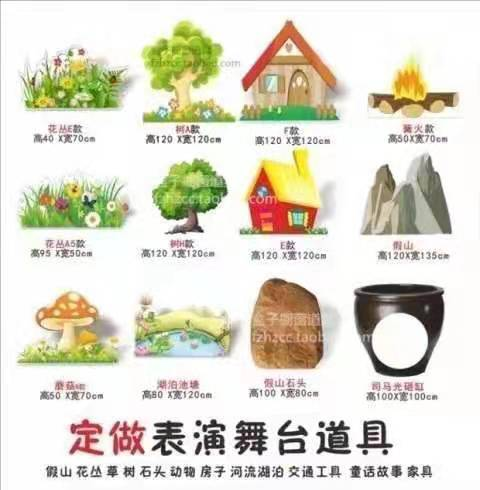 花丛E款
高40 X宽70cm
树A款
高120 X宽120cm
F款
高120 X宽120cm
篝火款
高50 X宽70cm
花丛A5款
高95 X宽50cm
树H款
高120 X宽120cm
E款
高120 X宽120cm
假山
高120X宽135cm
蘑菇6款
高50 X宽70cm
湖泊池塘
高80 X宽120cm
假山石头
高100 X宽80cm
司马光砸缸
高100X宽100cm
fzhzcc.taobao.com
定做表演舞台道具
假山 花丛 草 树 石头 动物 房子 河流湖泊 交通工具 童话故事 家具